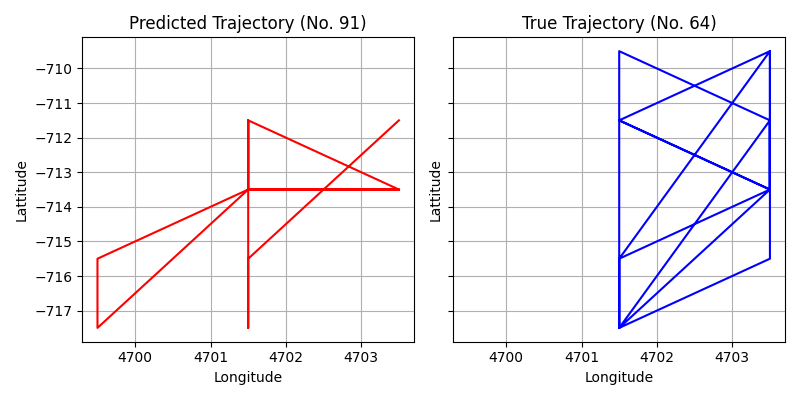 Predicted Trajectory (No. 91)
True Trajectory (No. 64)
−710
−711
−712
−713
−714
−715
−716
−717
Lattitude
Lattitude
4700 4701 4702 4703
4700 4701 4702 4703
Longitude
Longitude